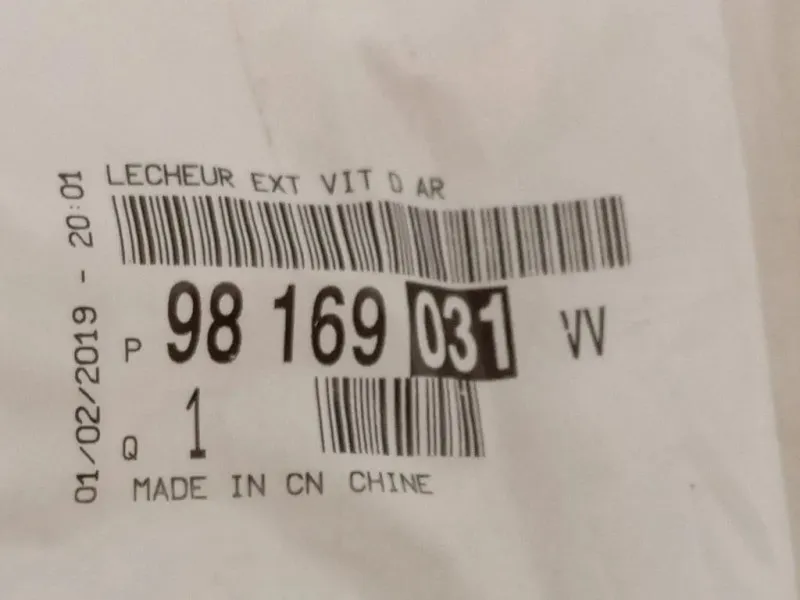 LECHEUR EXT VIT D AR
P 98 169 031 VV
Q 1
MADE IN CN CHINE
01/02/2019 - 20:01